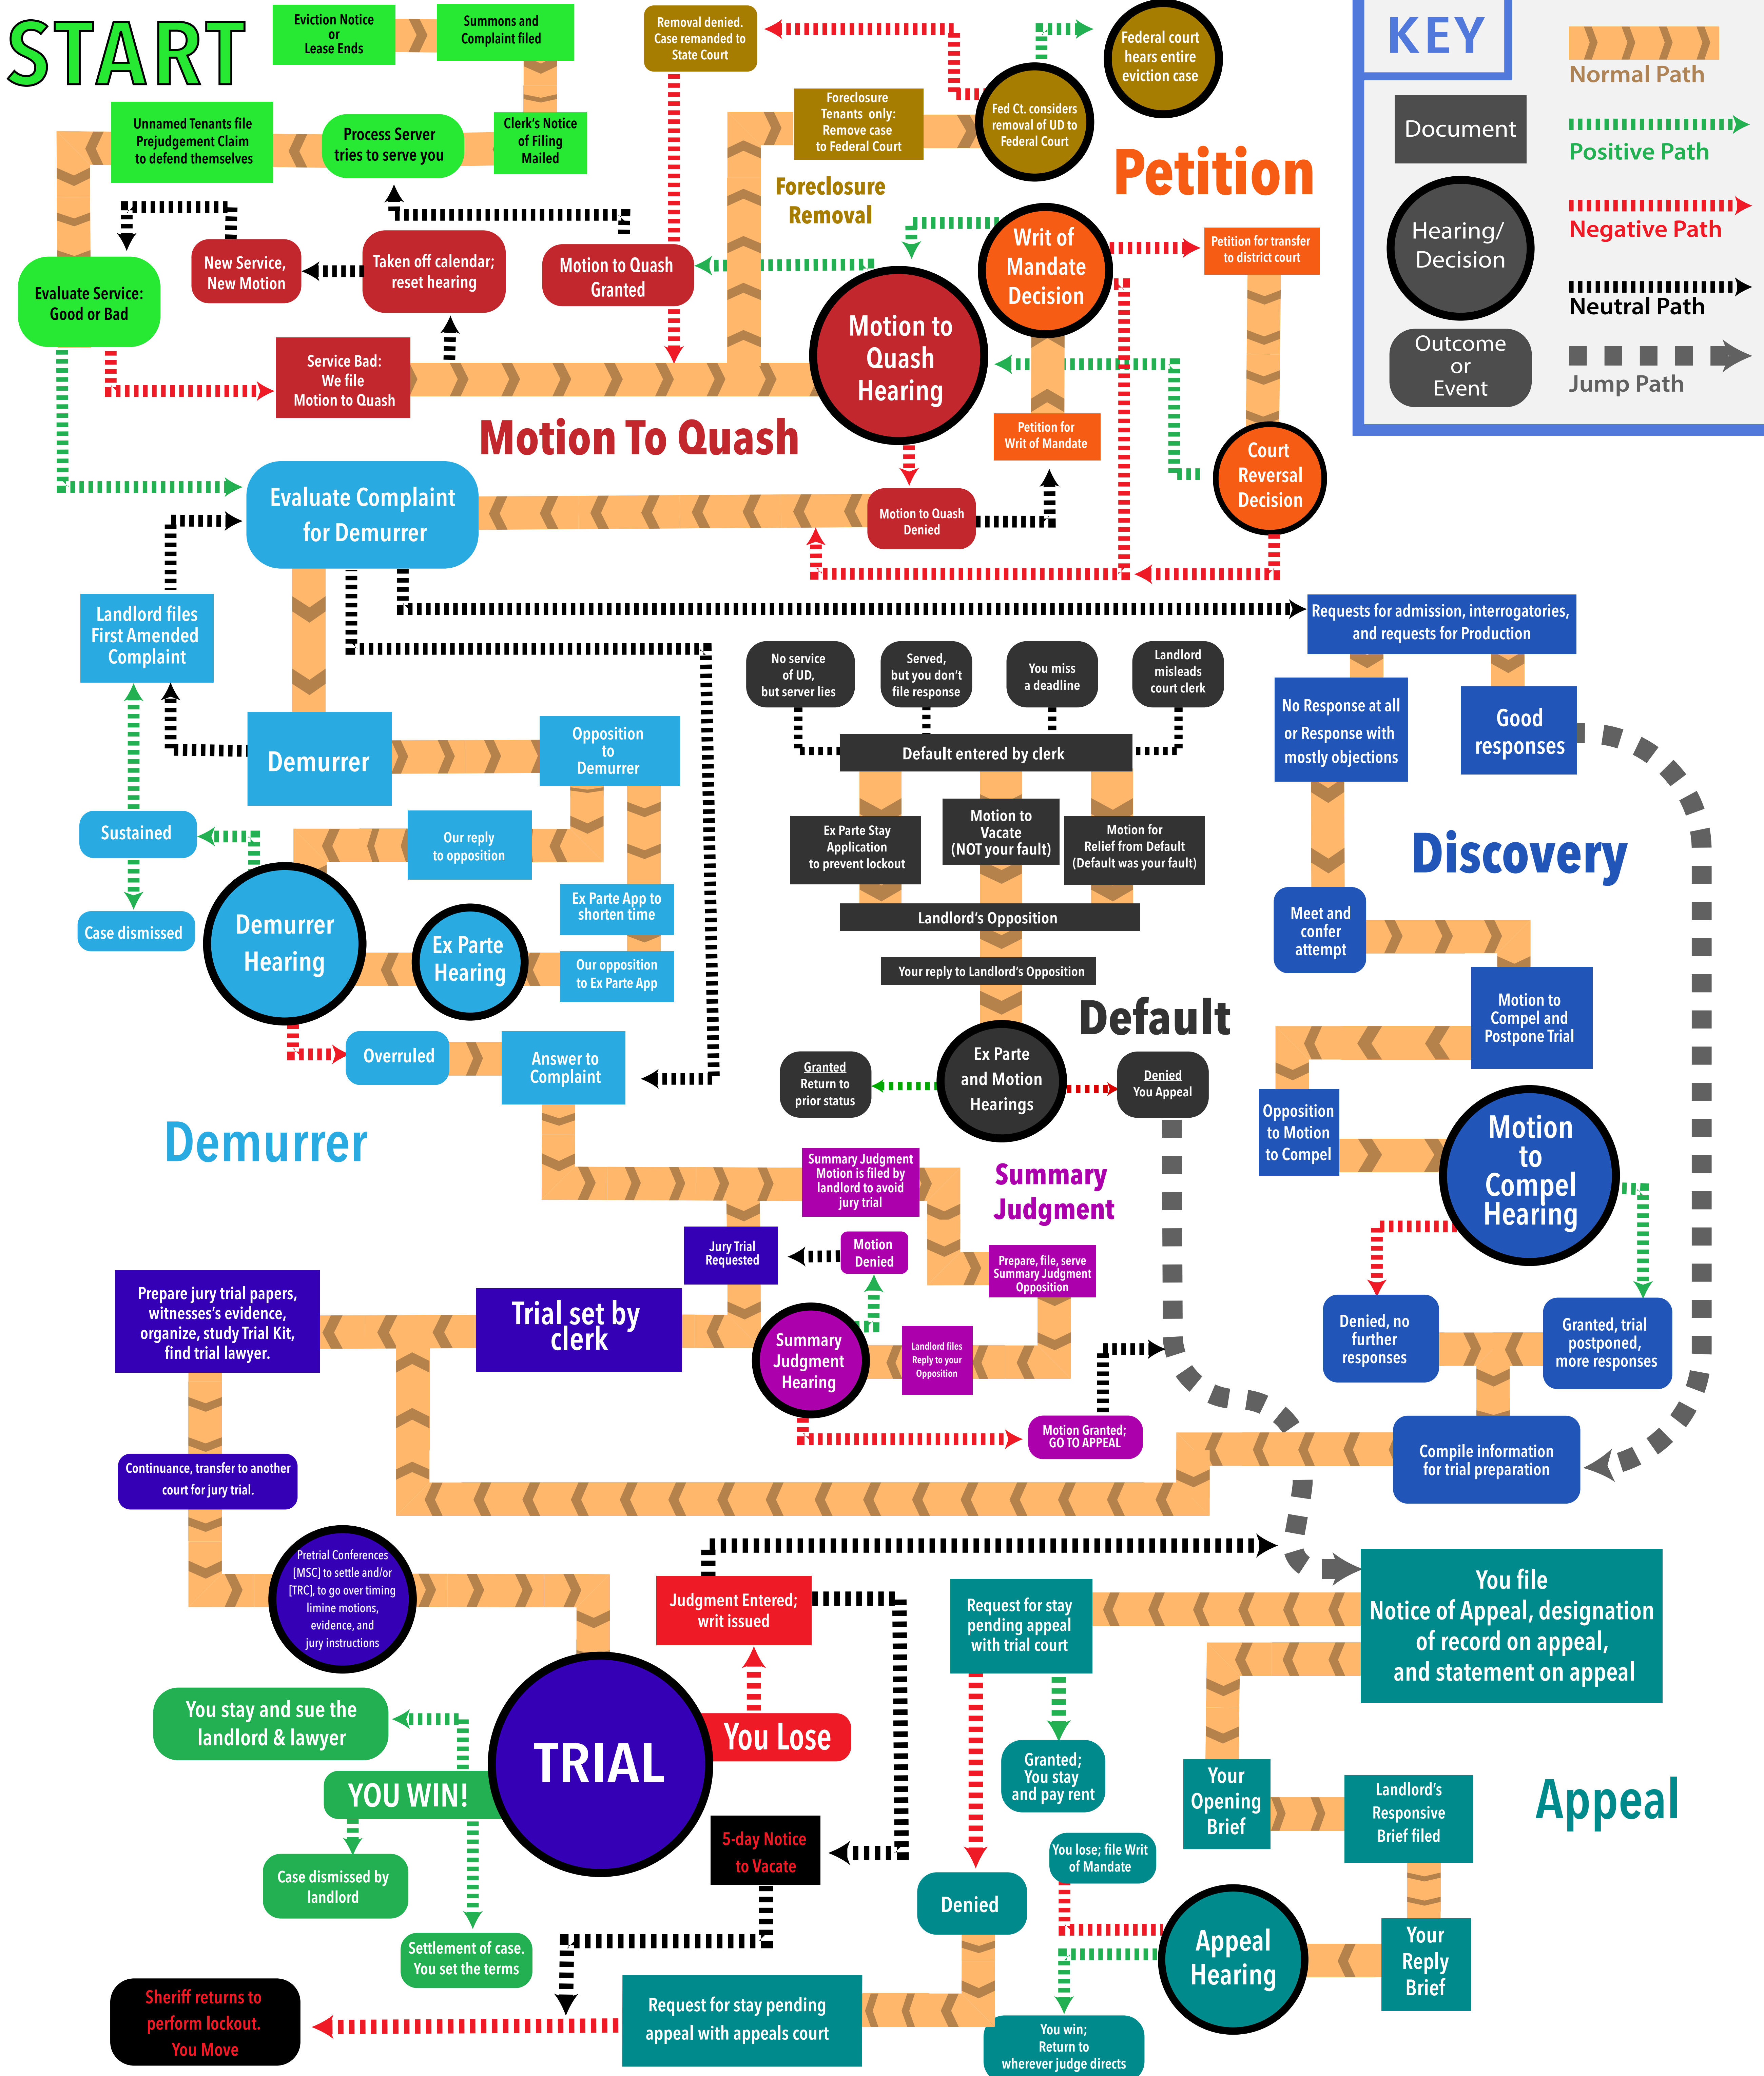 START
Eviction Notice
or
Lease Ends
Summons and
Complaint filed
Clerk's Notice
of Filing
Mailed
Process Server
tries to serve you
Unnamed Tenants file
Prejudgement Claim
to defend themselves
Evaluate Service:
Good or Bad
New Service,
New Motion
Taken off calendar;
reset hearing
Motion to Quash
Granted
Service Bad:
We file
Motion to Quash
Motion To Quash
Motion to
Quash
Hearing
Motion to Quash
Denied
Removal denied.
Case remanded to
State Court
Foreclosure
Tenants only:
Remove case
to Federal Court
Foreclosure
Removal
Fed Ct. considers
removal of UD to
Federal Court
Federal court
hears entire
eviction case
Petition
Writ of
Mandate
Decision
Petition for
Writ of Mandate
Petition for transfer
to district court
Court
Reversal
Decision
KEY
Document
Hearing/
Decision
Outcome
or
Event
Normal Path
Positive Path
Negative Path
Neutral Path
Jump Path
Evaluate Complaint
for Demurrer
Landlord files
First Amended
Complaint
Demurrer
Opposition
to
Demurrer
Our reply
to opposition
Sustained
Case dismissed
Demurrer
Hearing
Ex Parte
Hearing
Ex Parte App to
shorten time
Our opposition
to Ex Parte App
Overruled
Answer to
Complaint
Demurrer
No service
of UD,
but server lies
Served,
but you don't
file response
You miss
a deadline
Landlord
misleads
court clerk
Default entered by clerk
Ex Parte Stay
Application
to prevent lockout
Motion to
Vacate
(NOT your fault)
Motion for
Relief from Default
(Default was your fault)
Landlord's Opposition
Your reply to Landlord's Opposition
Default
Ex Parte
and Motion
Hearings
Granted
Return to
prior status
Denied
You Appeal
Requests for admission, interrogatories,
and requests for Production
No Response at all
or Response with
mostly objections
Good
responses
Discovery
Meet and
confer
attempt
Motion to
Compel and
Postpone Trial
Opposition
to Motion
to Compel
Motion
to
Compel
Hearing
Denied, no
further
responses
Granted, trial
postponed,
more responses
Compile information
for trial preparation
Summary Judgment
Motion is filed by
landlord to avoid
jury trial
Summary
Judgment
Jury Trial
Requested
Motion
Denied
Prepare, file, serve
Summary Judgment
Opposition
Summary
Judgment
Hearing
Landlord files
Reply to your
Opposition
Motion Granted;
GO TO APPEAL
Trial set by
clerk
Prepare jury trial papers,
witnesses's evidence,
organize, study Trial Kit,
find trial lawyer.
Continuance, transfer to another
court for jury trial.
Pretrial Conferences
[MSC] to settle and/or
[TRC], to go over timing
limine motions,
evidence, and
jury instructions
TRIAL
Judgment Entered;
writ issued
You Lose
You stay and sue the
landlord & lawyer
YOU WIN!
Case dismissed by
landlord
Settlement of case.
You set the terms
5-day Notice
to Vacate
Sheriff returns to
perform lockout.
You Move
Request for stay
pending appeal
with trial court
You file
Notice of Appeal, designation
of record on appeal,
and statement on appeal
Granted;
You stay
and pay rent
Denied
Request for stay pending
appeal with appeals court
Your
Opening
Brief
Landlord's
Responsive
Brief filed
Appeal
Your
Reply
Brief
Appeal
Hearing
You lose; file Writ
of Mandate
You win;
Return to
wherever judge directs